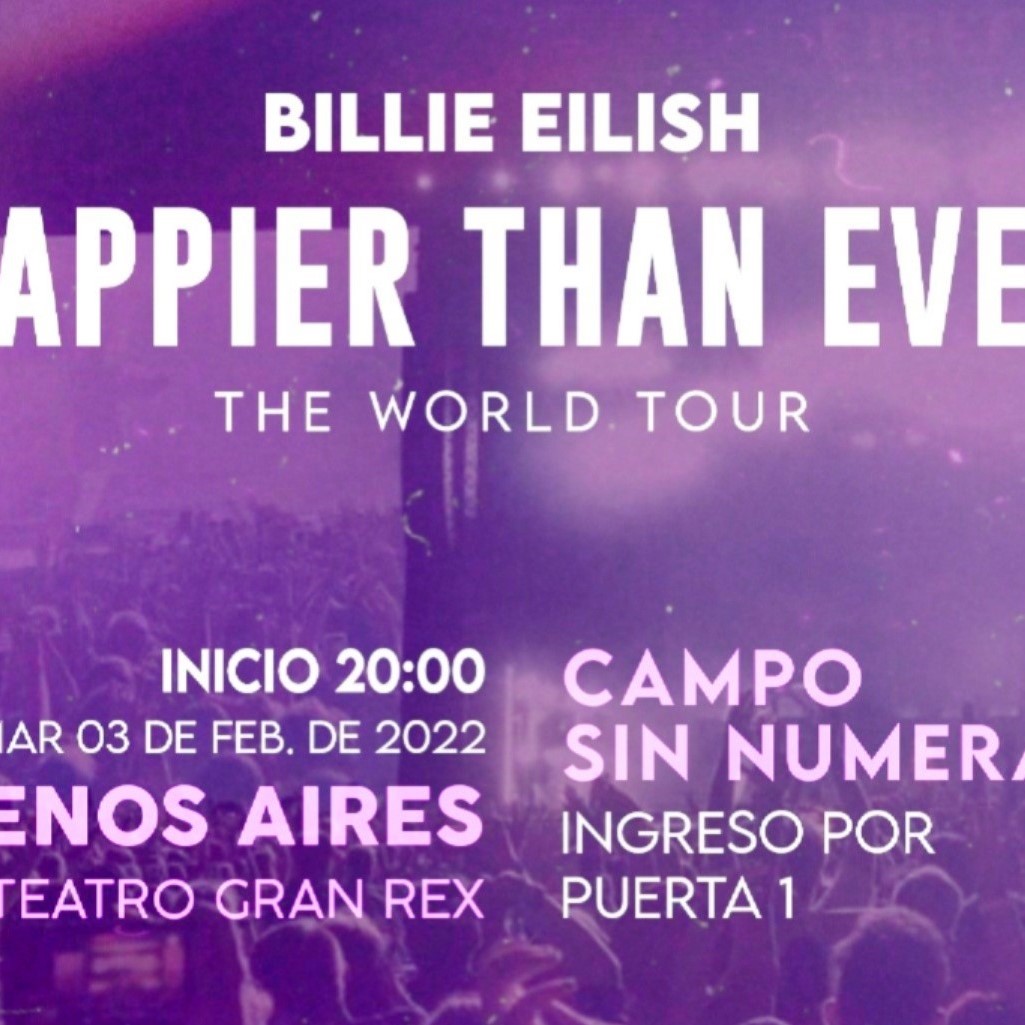 BILLIE EILISH
APPIER THAN EVE
THE WORLD TOUR
INICIO 20:00
AR 03 DE FEB. DE 2022
ENOS AIRES
TEATRO GRAN REX
CAMPO
SIN NUMERA
INGRESO POR
PUERTA 1